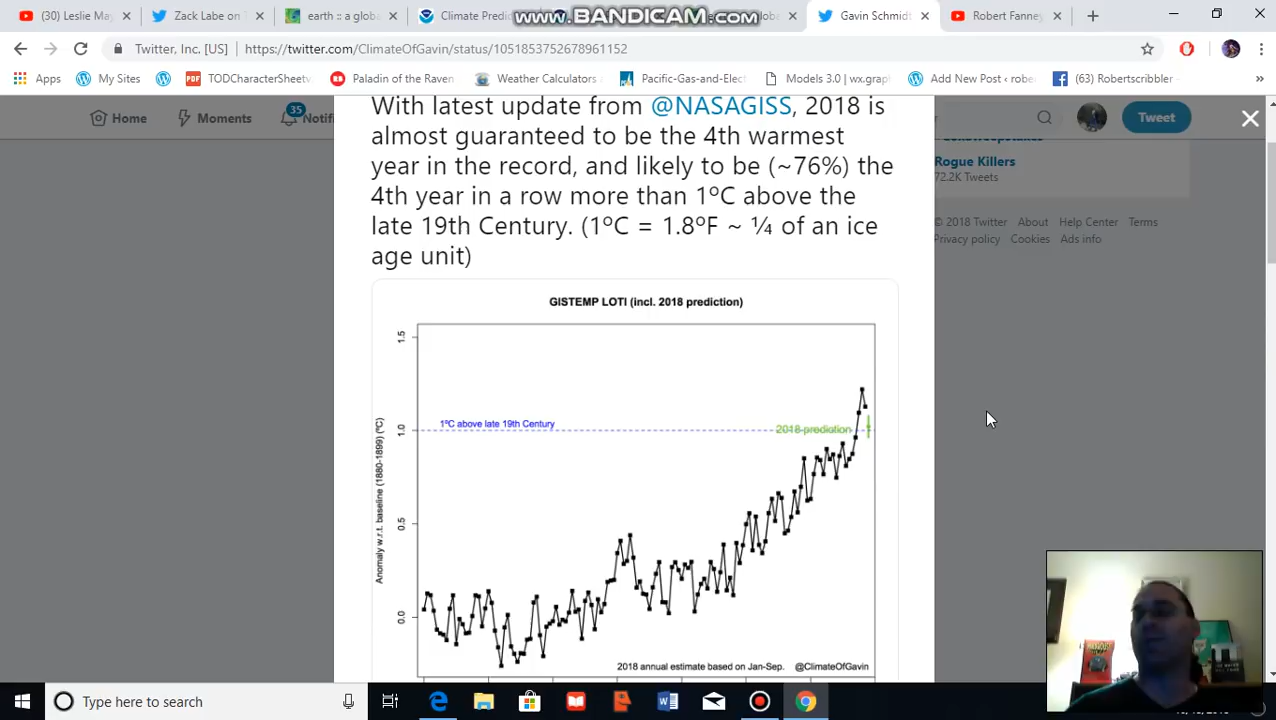 (30) Leslie Ma
Zack Labe on T
earth :: a globa
Climate Predic
www.BANDICAM.com
Gavin Schmidt
Robert Fanney
Twitter, Inc. [US] | https://twitter.com/ClimateOfGavin/status/1051853752678961152
Apps My Sites TODCharacterSheet Paladin of the Raven Weather Calculators Pacific-Gas-and-Elect Models 3.0 | wx.grap Add New Post ‹ robe (63) Robertscribbler - »
Home Moments 35 Notifi
Tweet
With latest update from @NASAGISS, 2018 is
almost guaranteed to be the 4th warmest
year in the record, and likely to be (~76%) the
4th year in a row more than 1ºC above the
late 19th Century. (1ºC = 1.8ºF ~ ¼ of an ice
age unit)
Rogue Killers
72.2K Tweets
© 2018 Twitter About Help Center Terms
Privacy policy Cookies Ads info
GISTEMP LOTI (incl. 2018 prediction)
1.5
1.0
0.5
0.0
Anomaly w.r.t. baseline (1880-1899) (ºC)
1ºC above late 19th Century
2018 prediction
2018 annual estimate based on Jan-Sep. @ClimateOfGavin
Type here to search